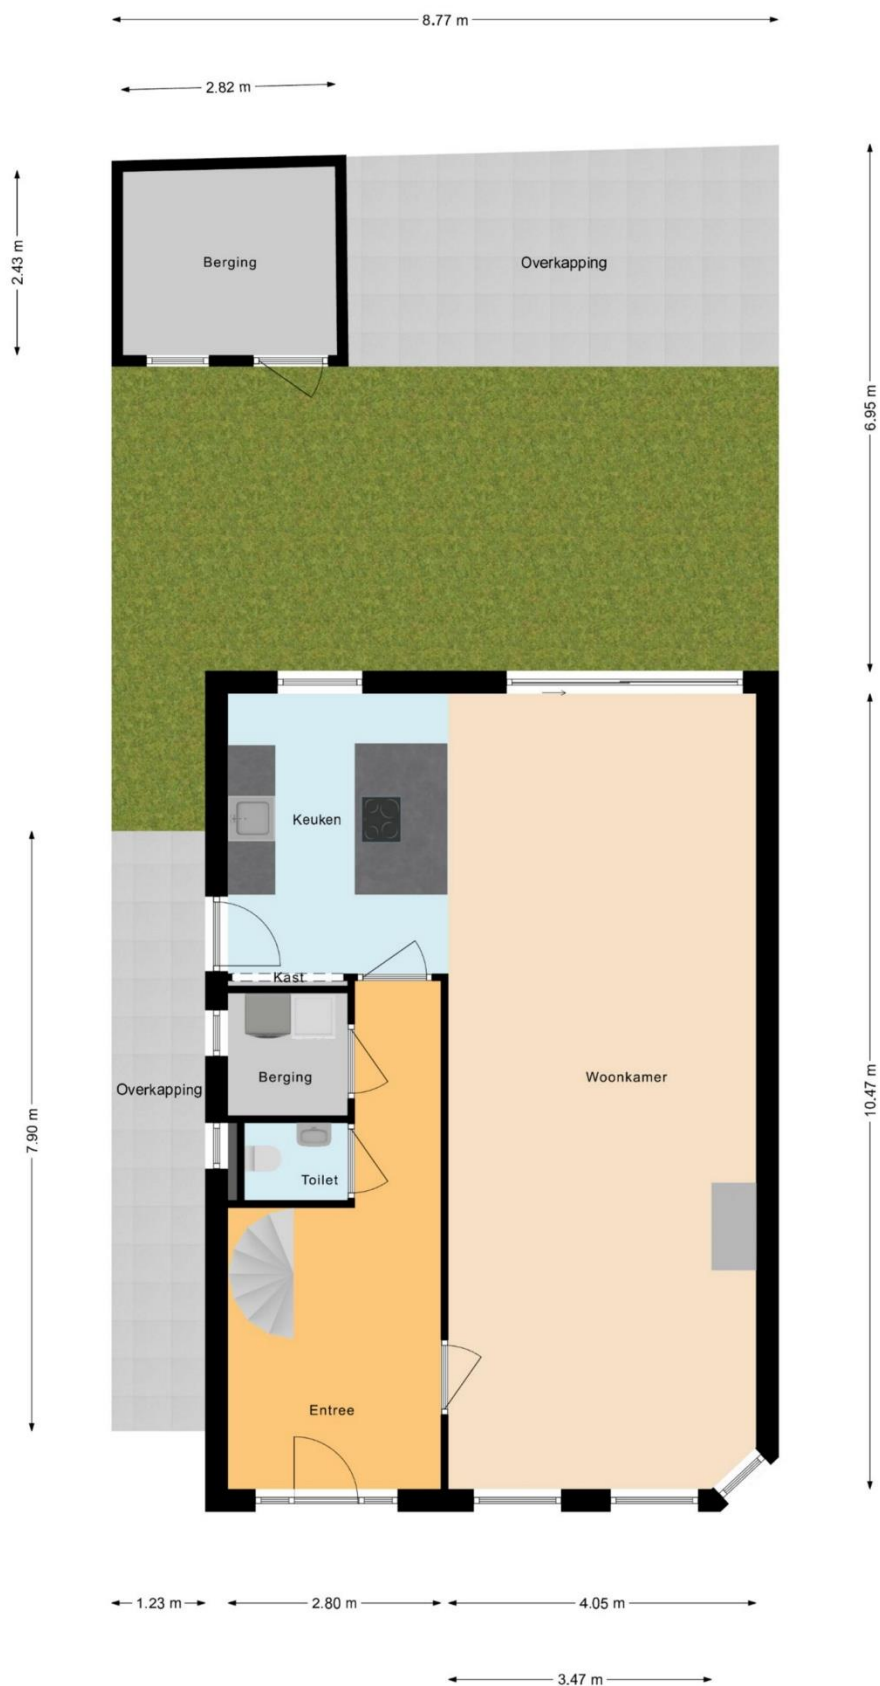 8.77 m
2.82 m
2.43 m
Berging
Overkapping
6.95 m
Keuken
Kast
Berging
Woonkamer
Overkapping
7.90 m
10.47 m
Toilet
Entree
1.23 m
2.80 m
4.05 m
3.47 m